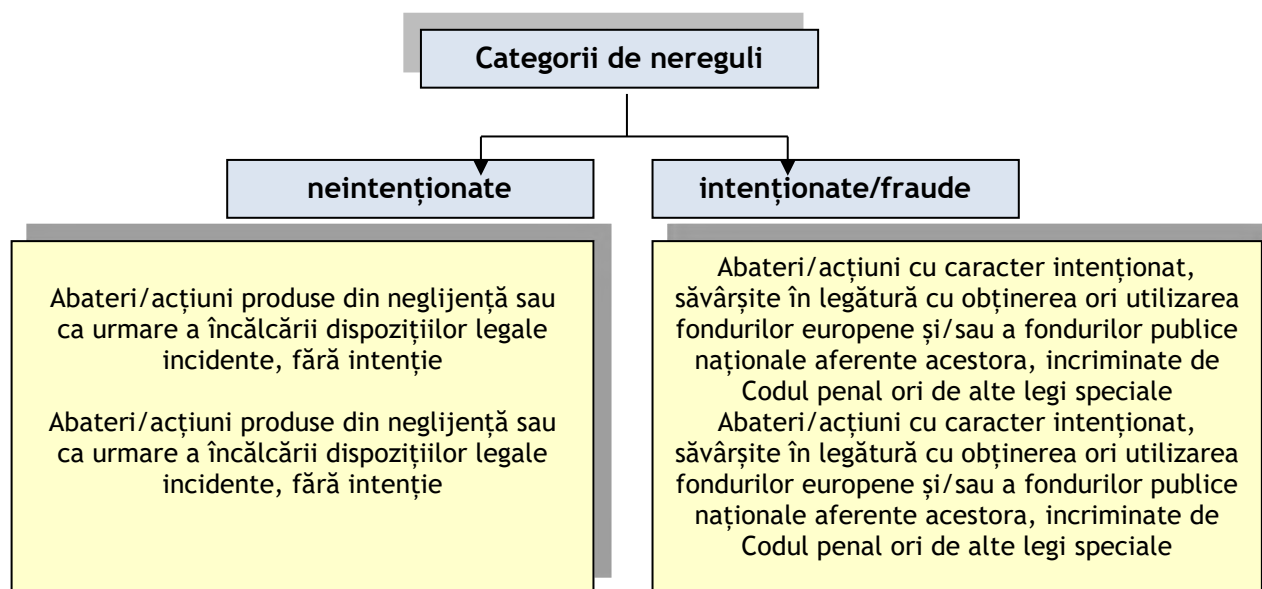 Categorii de nereguli
neintenționate
intenționate/fraude
Abateri/acțiuni produse din neglijență sau
ca urmare a încălcării dispozițiilor legale
incidente, fără intenție
Abateri/acțiuni produse din neglijență sau
ca urmare a încălcării dispozițiilor legale
incidente, fără intenție
Abateri/acțiuni cu caracter intenționat,
săvârșite în legătură cu obținerea ori utilizarea
fondurilor europene și/sau a fondurilor publice
naționale aferente acestora, incriminate de
Codul penal ori de alte legi speciale
Abateri/acțiuni cu caracter intenționat,
săvârșite în legătură cu obținerea ori utilizarea
fondurilor europene și/sau a fondurilor publice
naționale aferente acestora, incriminate de
Codul penal ori de alte legi speciale